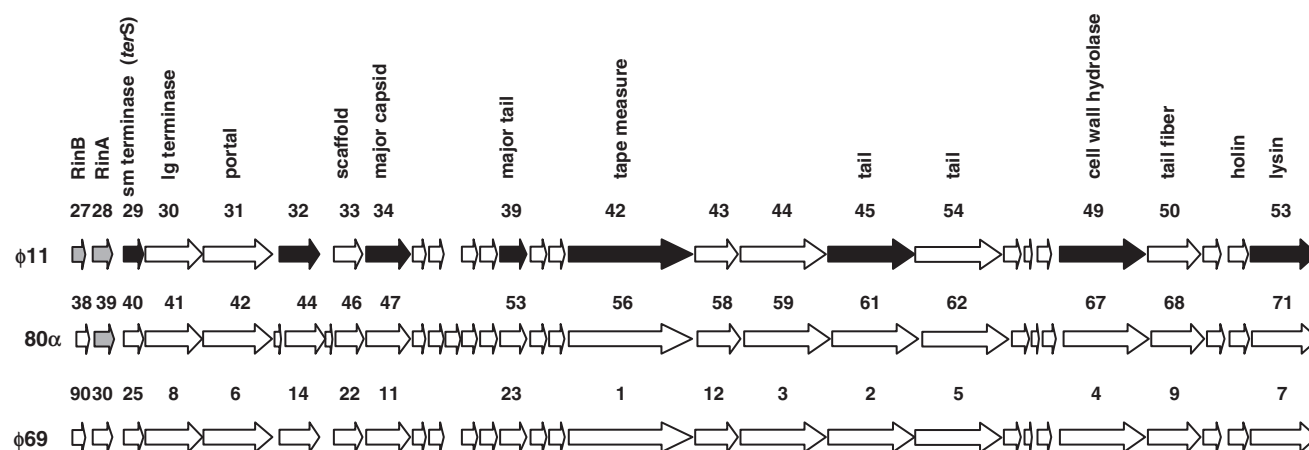 RinB
RinA
sm terminase (terS)
lg terminase
portal
scaffold
major capsid
major tail
tape measure
tail
tail
cell wall hydrolase
tail fiber
holin
lysin
27 28 29 30 31 32 33 34 39 42 43 44 45 54 49 50 53
ϕ11
38 39 40 41 42 44 46 47 53 56 58 59 61 62 67 68 71
80α
90 30 25 8 6 14 22 11 23 1 12 3 2 5 4 9 7
ϕ69